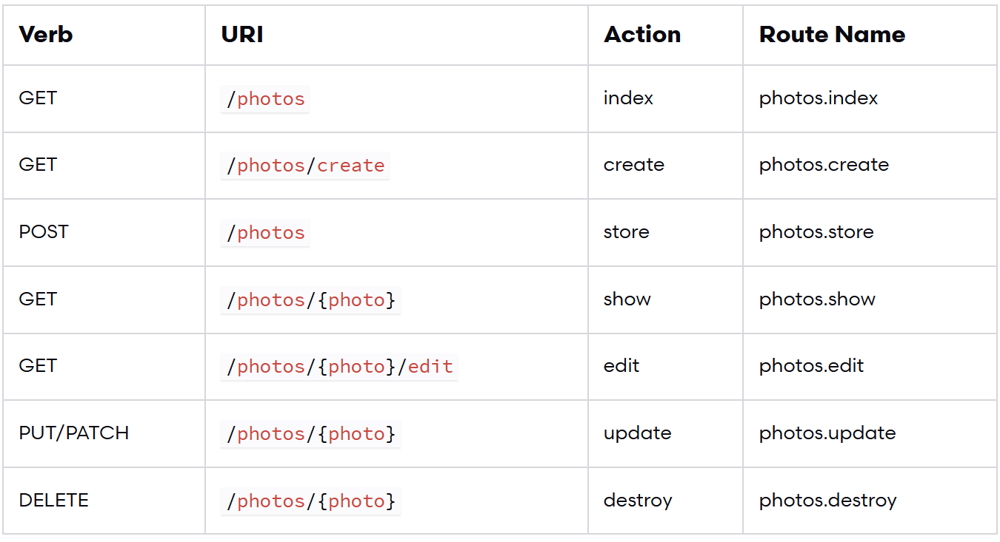 Verb URI Action Route Name
GET /photos index photos.index
GET /photos/create create photos.create
POST /photos store photos.store
GET /photos/{photo} show photos.show
GET /photos/{photo}/edit edit photos.edit
PUT/PATCH /photos/{photo} update photos.update
DELETE /photos/{photo} destroy photos.destroy